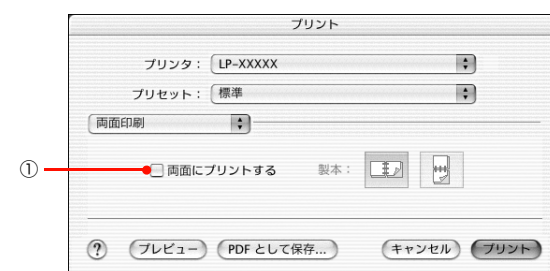 プリント
プリンタ： LP-XXXXX
プリセット： 標準
両面印刷
① 両面にプリントする 製本：
? プレビュー PDF として保存... キャンセル プリント